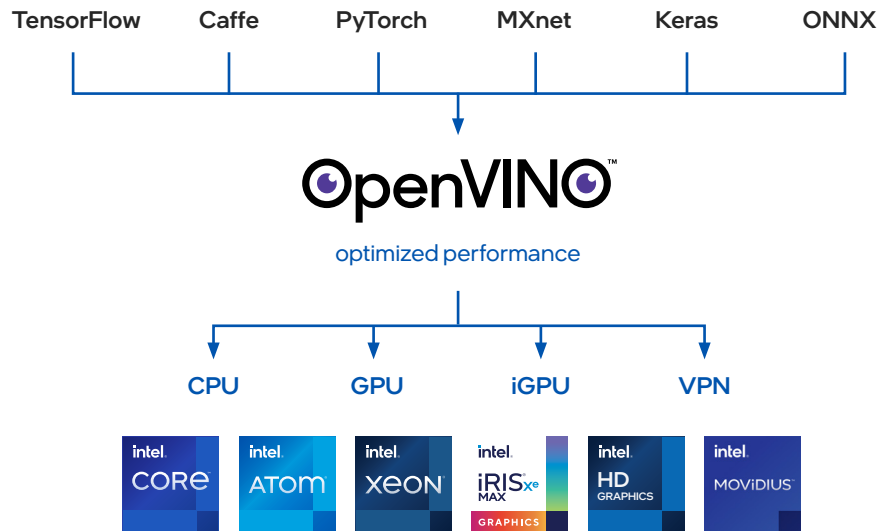 TensorFlow Caffe PyTorch MXnet Keras ONNX
OpenVINO™
optimized performance
CPU GPU iGPU VPN
intel. CORE
intel. ATOM
intel. XEON
intel. IRIS Xe MAX GRAPHICS
intel. HD GRAPHICS
intel. MOVIDIUS